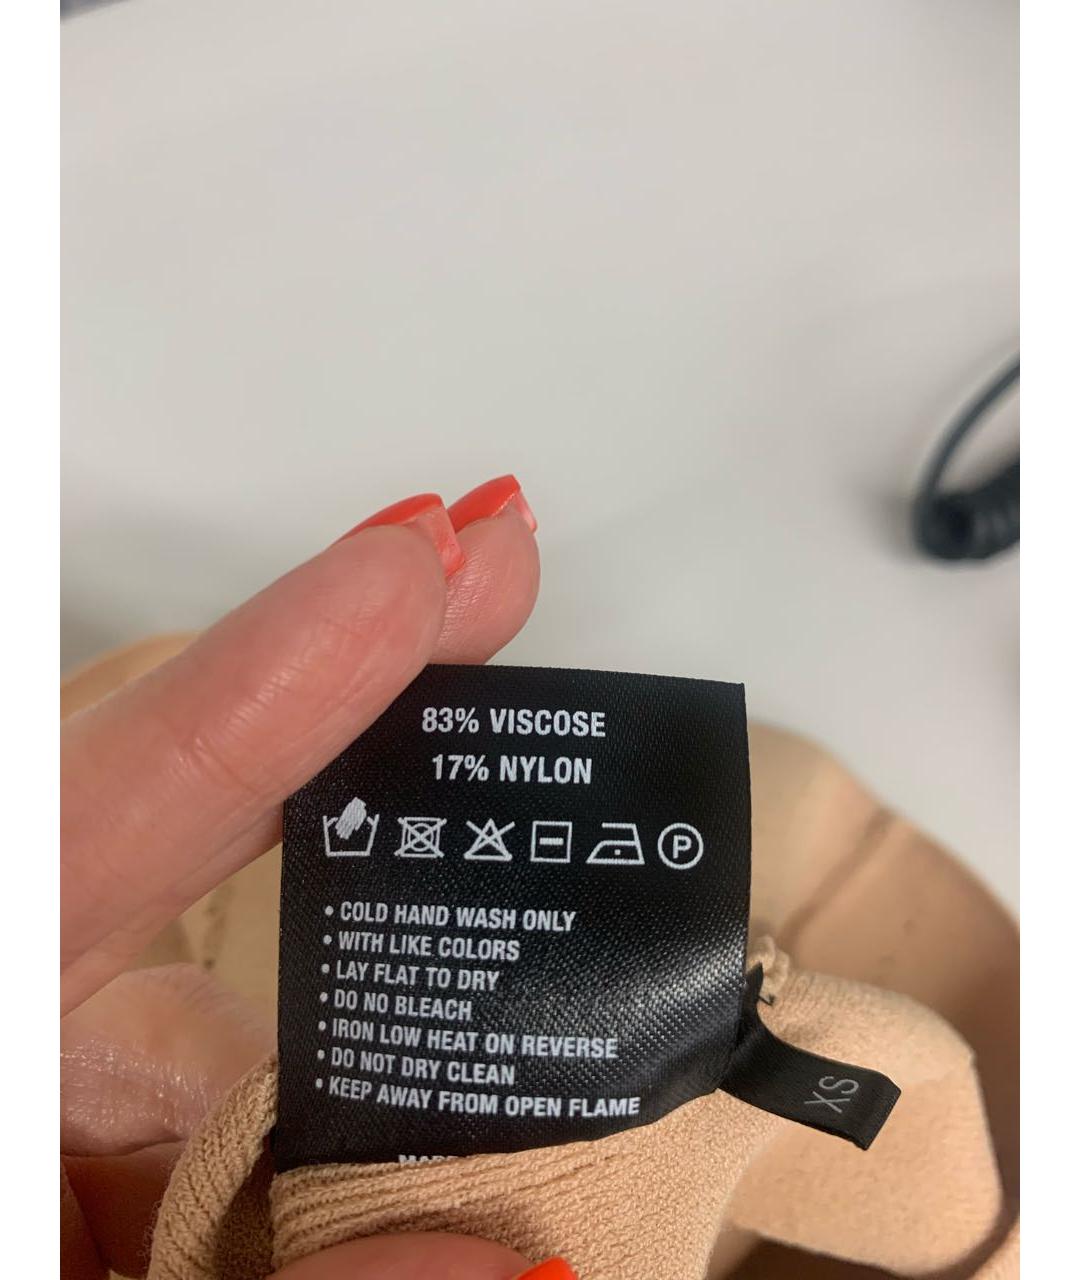 83% VISCOSE
17% NYLON
P
• COLD HAND WASH ONLY
• WITH LIKE COLORS
• LAY FLAT TO DRY
• DO NO BLEACH
• IRON LOW HEAT ON REVERSE
• DO NOT DRY CLEAN
• KEEP AWAY FROM OPEN FLAME
XS